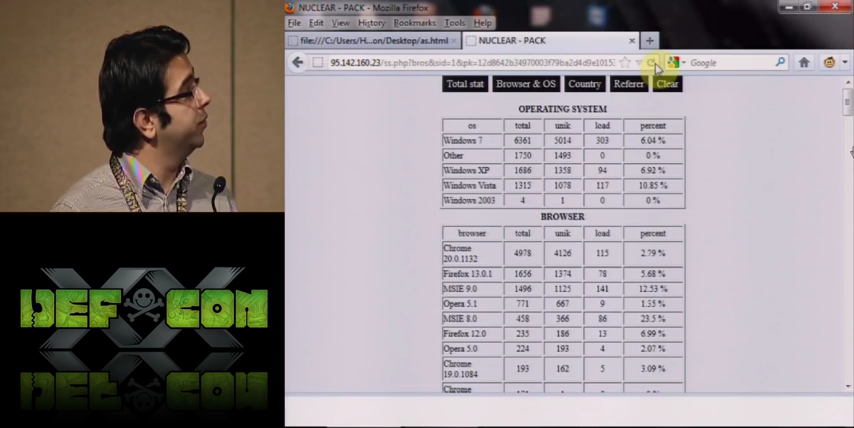 NUCLEAR - PACK - Mozilla Firefox
File Edit View History Bookmarks Tools Help
file:///C:/Users/H...on/Desktop/as.html
NUCLEAR - PACK
Google
Total stat Browser & OS Country Referer Clear
OPERATING SYSTEM
os total unik load percent
Windows 7 6361 5014 303 6.04 %
Other 1750 1493 0 0 %
Windows XP 1686 1358 94 6.92 %
Windows Vista 1315 1078 117 10.85 %
Windows 2003 4 1 0 0 %
BROWSER
browser total unik load percent
Chrome 20.0.1132 4978 4126 115 2.79 %
Firefox 13.0.1 1656 1374 78 5.68 %
MSIE 9.0 1496 1125 141 12.53 %
Opera 5.1 771 667 9 1.35 %
MSIE 8.0 458 366 86 23.5 %
Firefox 12.0 235 186 13 6.99 %
Opera 5.0 224 193 4 2.07 %
Chrome 19.0.1084 193 162 5 3.09 %
Chrome
DEF CON
XX